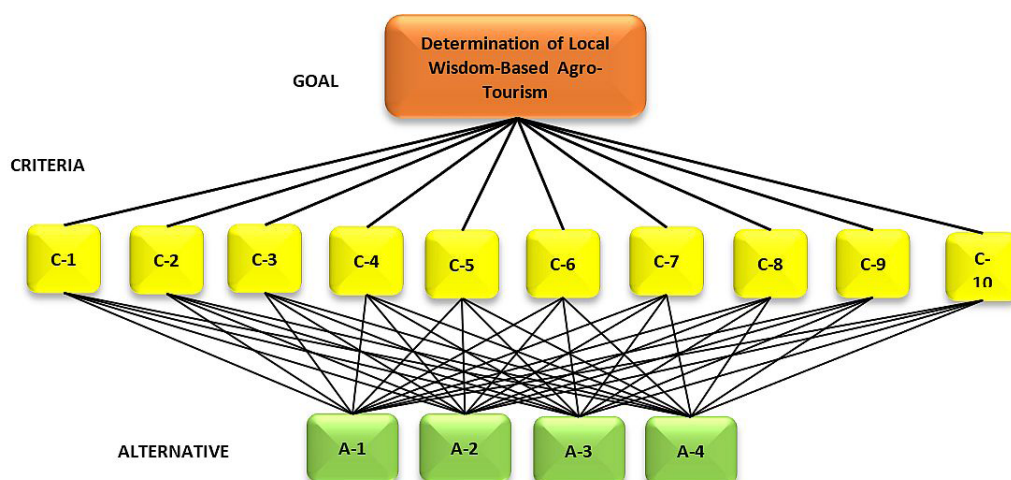 Determination of Local
Wisdom-Based Agro-
Tourism
GOAL
CRITERIA
C-1
C-2
C-3
C-4
C-5
C-6
C-7
C-8
C-9
C-
10
ALTERNATIVE
A-1
A-2
A-3
A-4